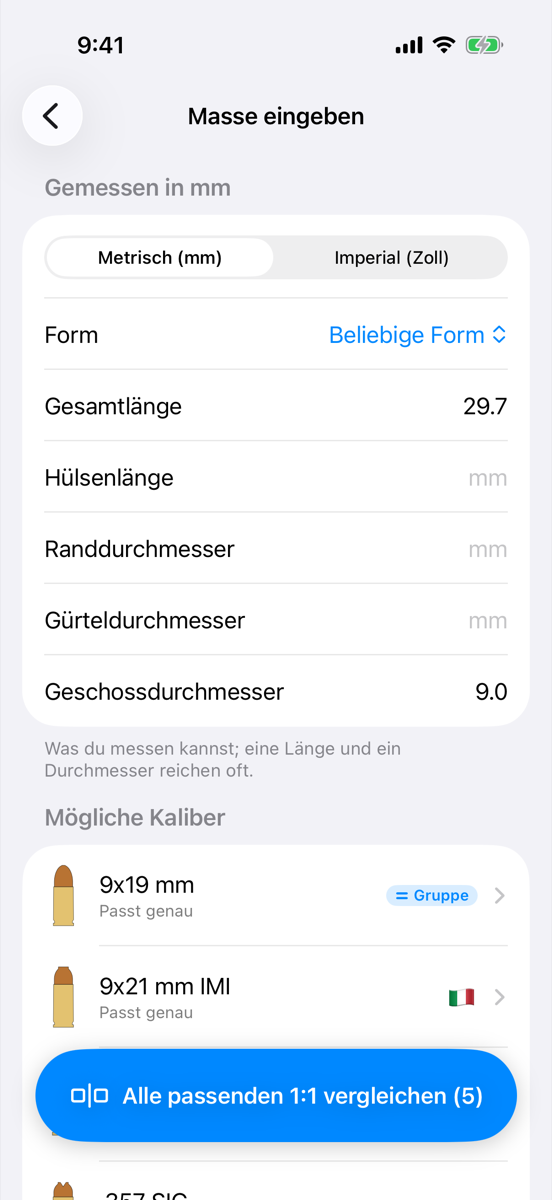 9:41
Masse eingeben
Gemessen in mm
Metrisch (mm)
Imperial (Zoll)
Form
Beliebige Form
Gesamtlänge
29.7
Hülsenlänge
mm
Randdurchmesser
mm
Gürteldurchmesser
mm
Geschossdurchmesser
9.0
Was du messen kannst; eine Länge und ein
Durchmesser reichen oft.
Mögliche Kaliber
9x19 mm
= Gruppe
Passt genau
9x21 mm IMI
Passt genau
Alle passenden 1:1 vergleichen (5)
.357 SIG